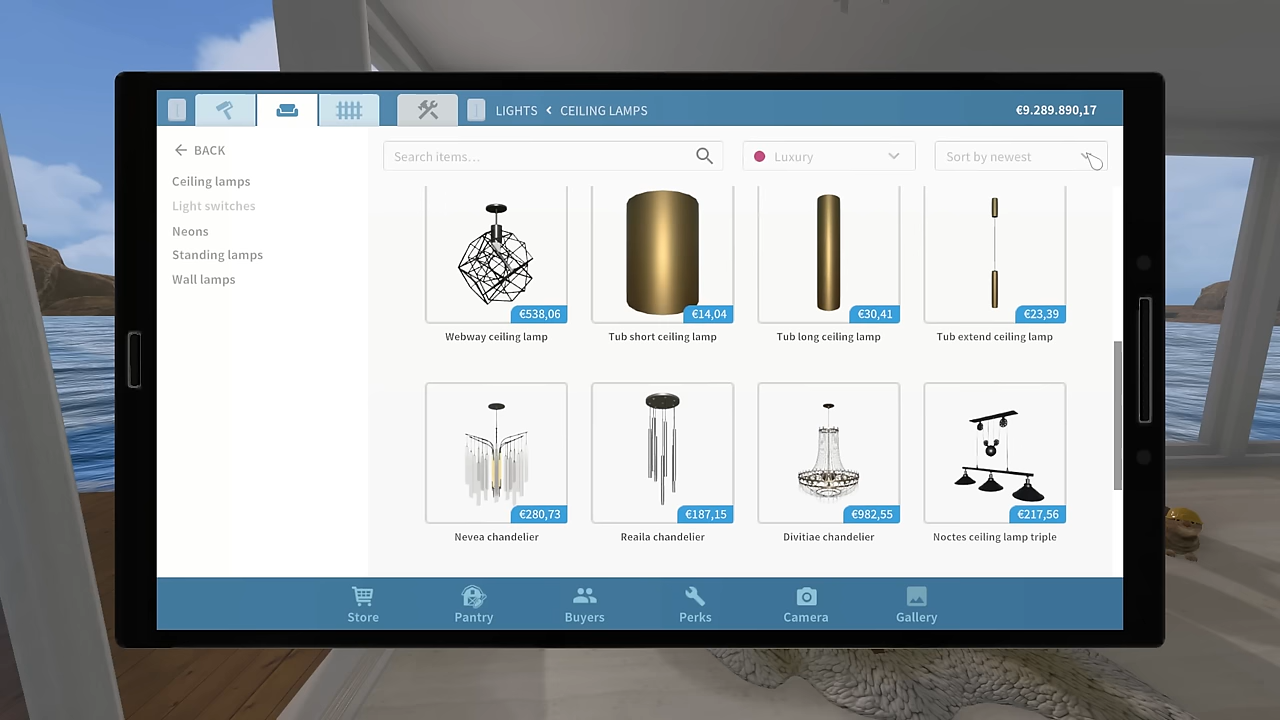 LIGHTS < CEILING LAMPS
€9.289.890,17
BACK
Search items...
Luxury
Sort by newest
Ceiling lamps
Light switches
Neons
Standing lamps
Wall lamps
€538,06
€14,04
€30,41
€23,39
Webway ceiling lamp
Tub short ceiling lamp
Tub long ceiling lamp
Tub extend ceiling lamp
€280,73
€187,15
€982,55
€217,56
Nevea chandelier
Reaila chandelier
Divitiae chandelier
Noctes ceiling lamp triple
Store
Pantry
Buyers
Perks
Camera
Gallery